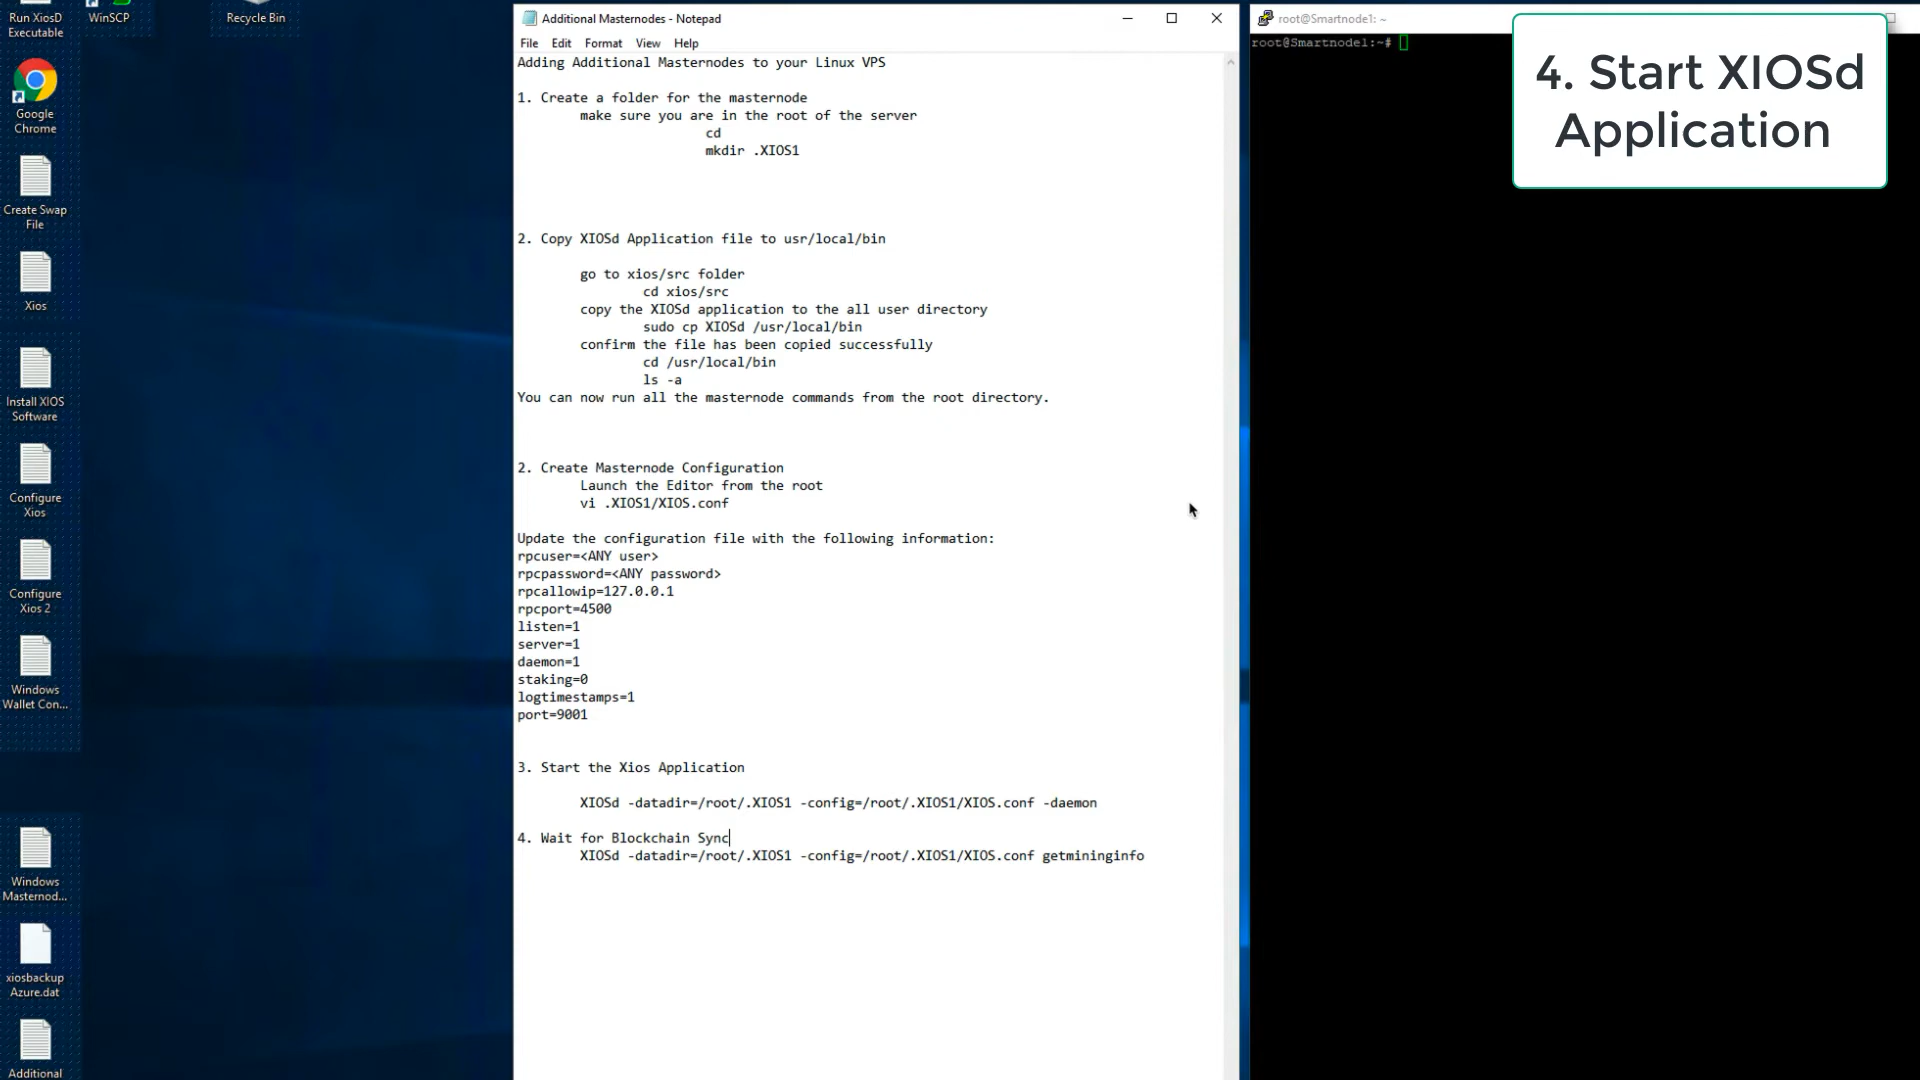 Run XiosD
Executable
WinSCP
Recycle Bin
Google
Chrome
Create Swap
File
Xios
Install XIOS
Software
Configure
Xios
Configure
Xios 2
Windows
Wallet Con...
Windows
Masternod...
xiosbackup
Azure.dat
Additional
Additional Masternodes - Notepad
File Edit Format View Help
Adding Additional Masternodes to your Linux VPS
1. Create a folder for the masternode
make sure you are in the root of the server
cd
mkdir .XIOS1
2. Copy XIOSd Application file to usr/local/bin
go to xios/src folder
cd xios/src
copy the XIOSd application to the all user directory
sudo cp XIOSd /usr/local/bin
confirm the file has been copied successfully
cd /usr/local/bin
ls -a
You can now run all the masternode commands from the root directory.
2. Create Masternode Configuration
Launch the Editor from the root
vi .XIOS1/XIOS.conf
Update the configuration file with the following information:
rpcuser=<ANY user>
rpcpassword=<ANY password>
rpcallowip=127.0.0.1
rpcport=4500
listen=1
server=1
daemon=1
staking=0
logtimestamps=1
port=9001
3. Start the Xios Application
XIOSd -datadir=/root/.XIOS1 -config=/root/.XIOS1/XIOS.conf -daemon
4. Wait for Blockchain Sync
XIOSd -datadir=/root/.XIOS1 -config=/root/.XIOS1/XIOS.conf getmininginfo
root@Smartnode1: ~
root@Smartnode1:~#
4. Start XIOSd
Application